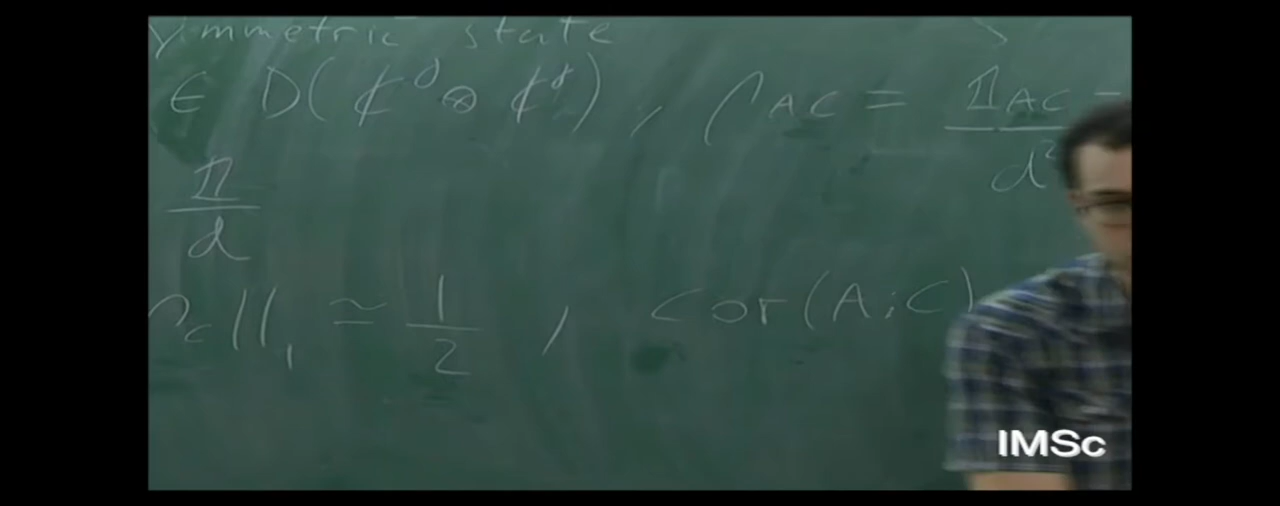 ymmetric state
∈ D(ℂ^d ⊗ ℂ^d), ρ_AC = 𝟙_AC - / d²
𝟙 / d
ρ_c||₁ ≃ 1/2 , cor(A:C)
IMSc